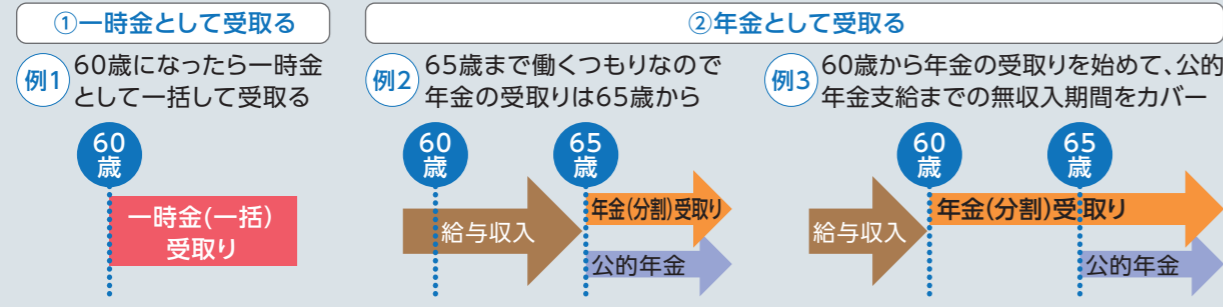 ①一時金として受取る
例1
60歳になったら一時金
として一括して受取る
60
歳
一時金(一括)
受取り
②年金として受取る
例2
65歳まで働くつもりなので
年金の受取りは65歳から
60
歳
65
歳
給与収入
年金(分割)受取り
公的年金
例3
60歳から年金の受取りを始めて、公的
年金支給までの無収入期間をカバー
60
歳
65
歳
給与収入
年金(分割)受取り
公的年金